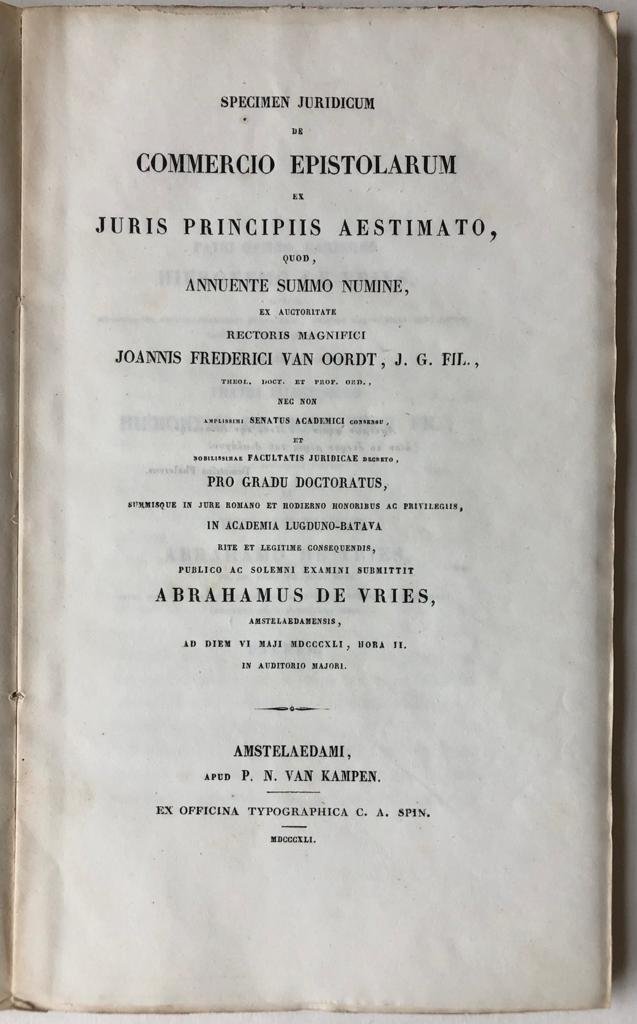 SPECIMEN JURIDICUM
DE
COMMERCIO EPISTOLARUM
EX
JURIS PRINCIPIIS AESTIMATO,
QUOD,
ANNUENTE SUMMO NUMINE,
EX AUCTORITATE
RECTORIS MAGNIFICI
JOANNIS FREDERICI VAN OORDT, J. G. FIL.,
THEOL. DOCT. ET PROF. ORD.,
NEC NON
AMPLISSIMI SENATUS ACADEMICI CONSENSU,
ET
NOBILISSIMAE FACULTATIS JURIDICAE DECRETO,
PRO GRADU DOCTORATUS,
SUMMISQUE IN JURE ROMANO ET HODIERNO HONORIBUS AC PRIVILEGIIS,
IN ACADEMIA LUGDUNO-BATAVA
RITE ET LEGITIME CONSEQUENDIS,
PUBLICO AC SOLEMNI EXAMINI SUBMITTIT
ABRAHAMUS DE VRIES,
AMSTELAEDAMENSIS,
AD DIEM VI MAJI MDCCCXLI, HORA II.
IN AUDITORIO MAJORI.
AMSTELAEDAMI,
APUD P. N. VAN KAMPEN.
EX OFFICINA TYPOGRAPHICA C. A. SPIN.
MDCCCXLI.